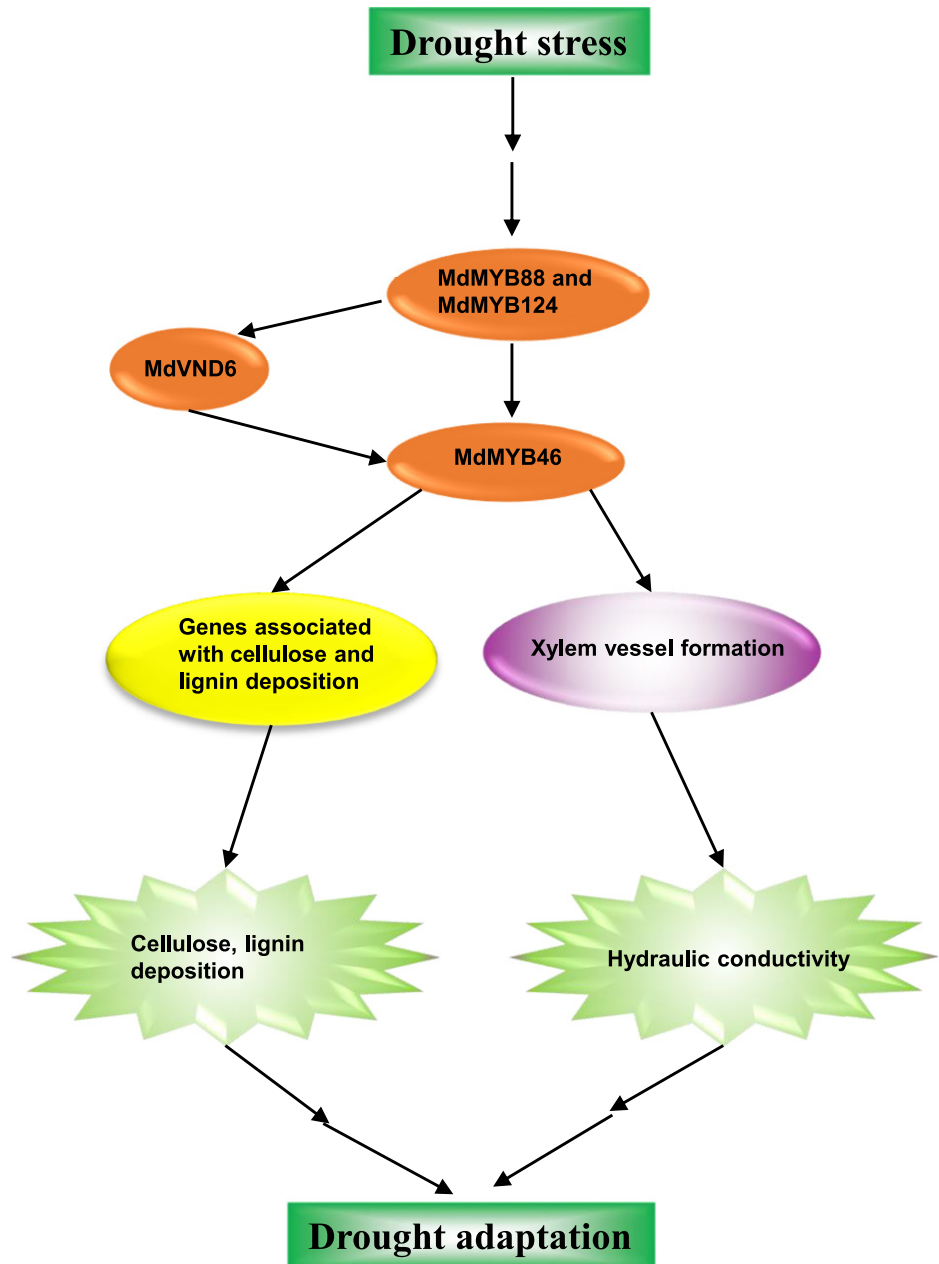 Drought stress
MdMYB88 and
MdMYB124
MdVND6
MdMYB46
Genes associated
with cellulose and
lignin deposition
Xylem vessel formation
Cellulose, lignin
deposition
Hydraulic conductivity
Drought adaptation